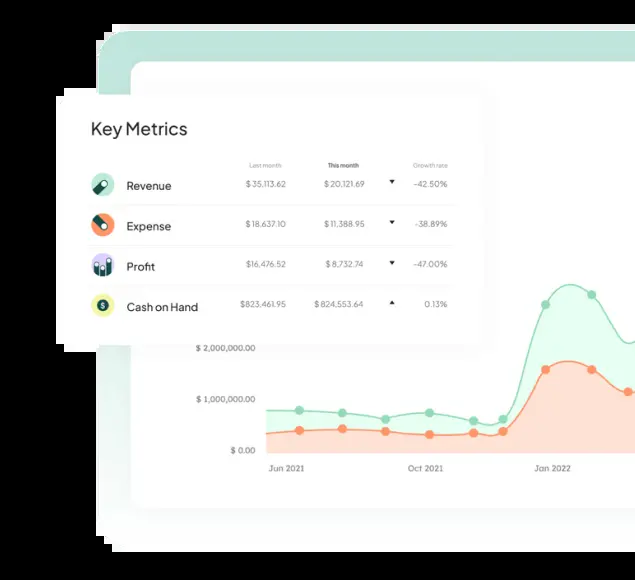 Key Metrics
Last month This month Growth rate
Revenue $35,113.62 $20,121.69 -42.50%
Expense $18.637.10 $11,388.95 -38.89%
Profit $16,476.52 $8,732.74 -47.00%
Cash on Hand $823,461.95 $824,553.64 0.13%
$ 2,000,000.00
$ 1,000,000.00
$ 0.00
Jun 2021 Oct 2021 Jan 2022